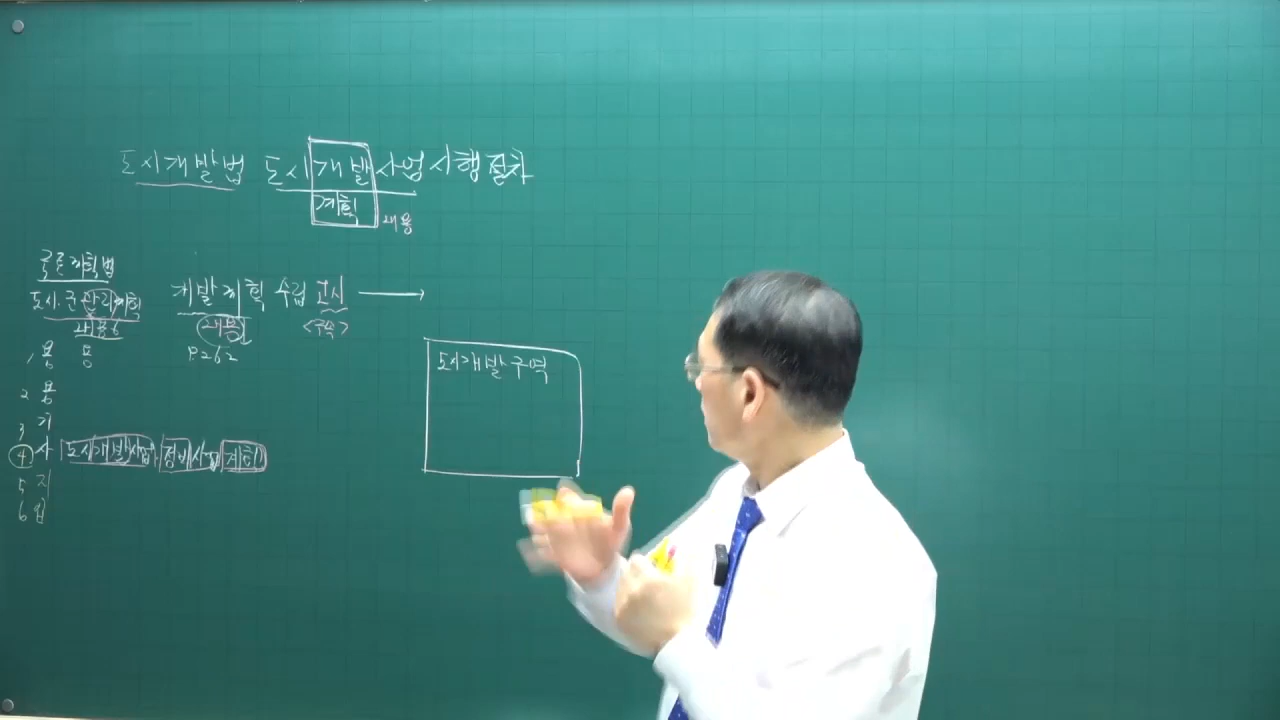 도시개발법 도시개발사업시행절차
계획 내용
국토계획법
도시·군관리계획
내용6
1. 용 용
2 용
3 기
④ 사 도시개발사업, 정비사업 계획
5 지
6 입
개발계획 수립 고시 →
내용 <구역>
P.262
도시개발구역